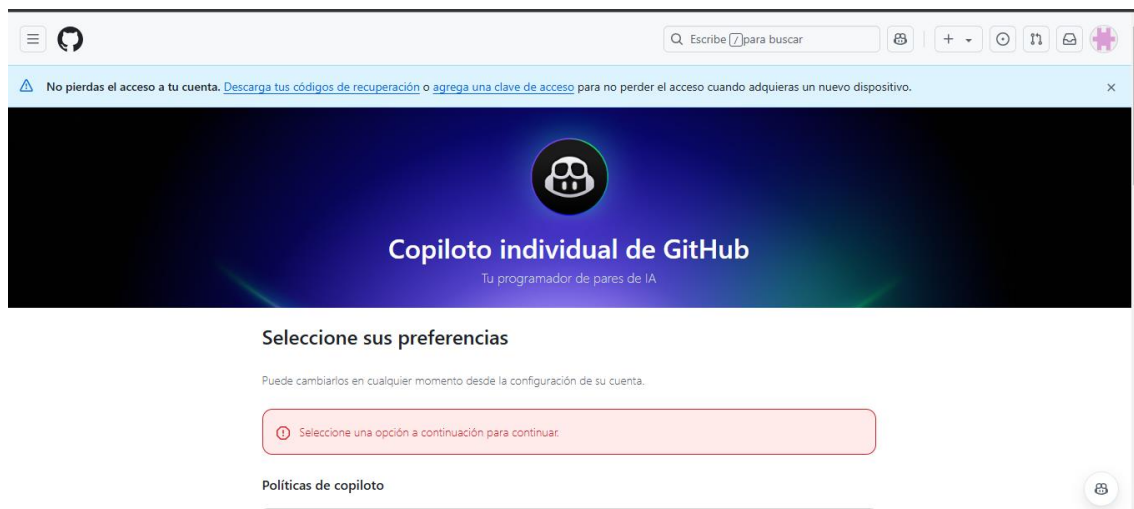 Escribe / para buscar
No pierdas el acceso a tu cuenta. Descarga tus códigos de recuperación o agrega una clave de acceso para no perder el acceso cuando adquieras un nuevo dispositivo.
Copiloto individual de GitHub
Tu programador de pares de IA
Seleccione sus preferencias
Puede cambiarlos en cualquier momento desde la configuración de su cuenta.
Seleccione una opción a continuación para continuar.
Políticas de copiloto